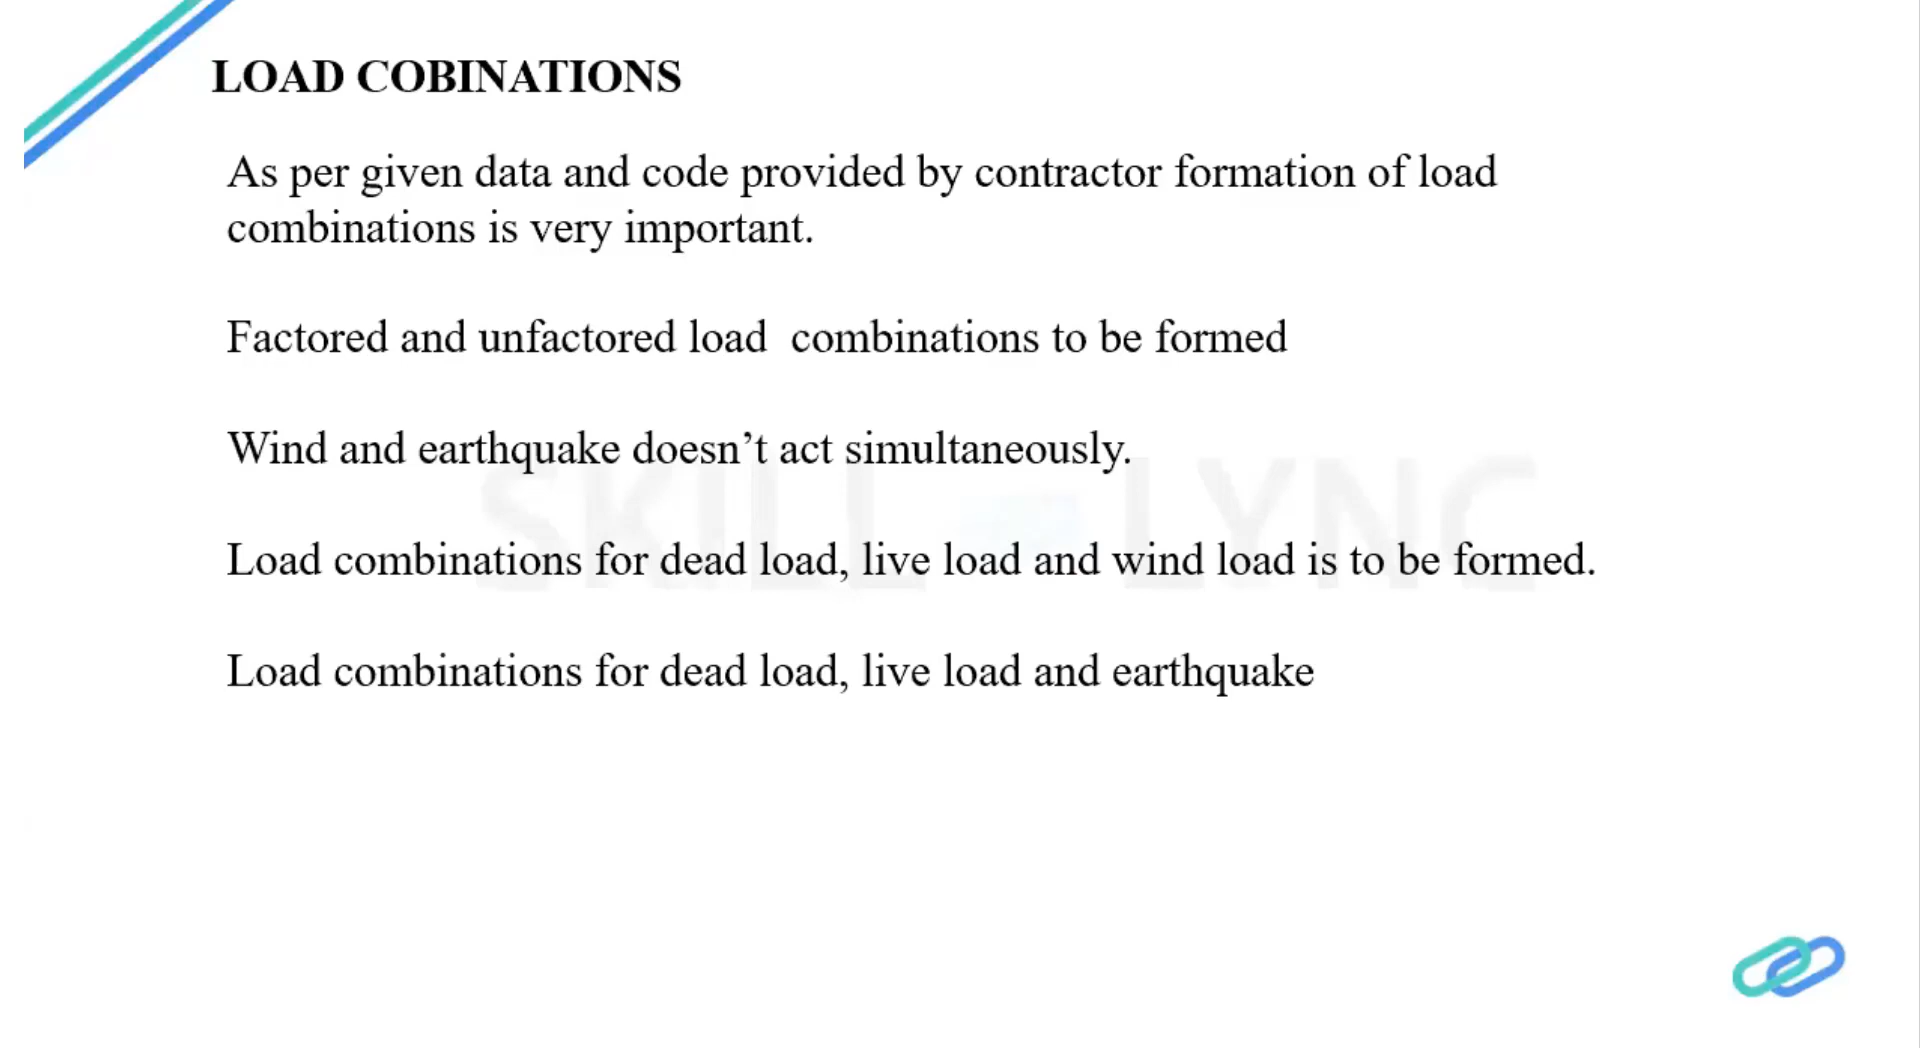 LOAD COBINATIONS
As per given data and code provided by contractor formation of load
combinations is very important.
Factored and unfactored load  combinations to be formed
Wind and earthquake doesn’t act simultaneously.
SKILL LYNC
Load combinations for dead load, live load and wind load is to be formed.
Load combinations for dead load, live load and earthquake